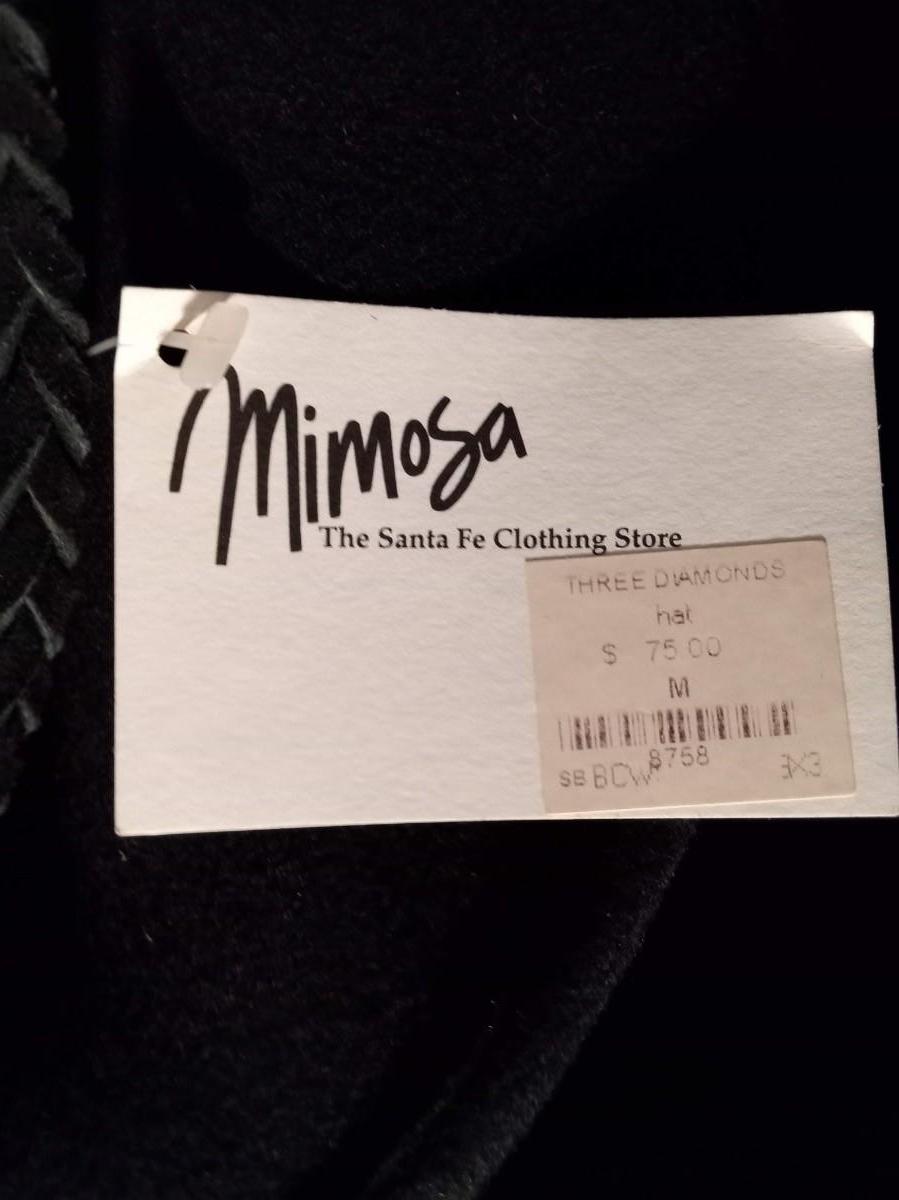 Mimosa
The Santa Fe Clothing Store
THREE DIAMONDS
hat
$ 75.00
M
8758
SB BCW 3X3